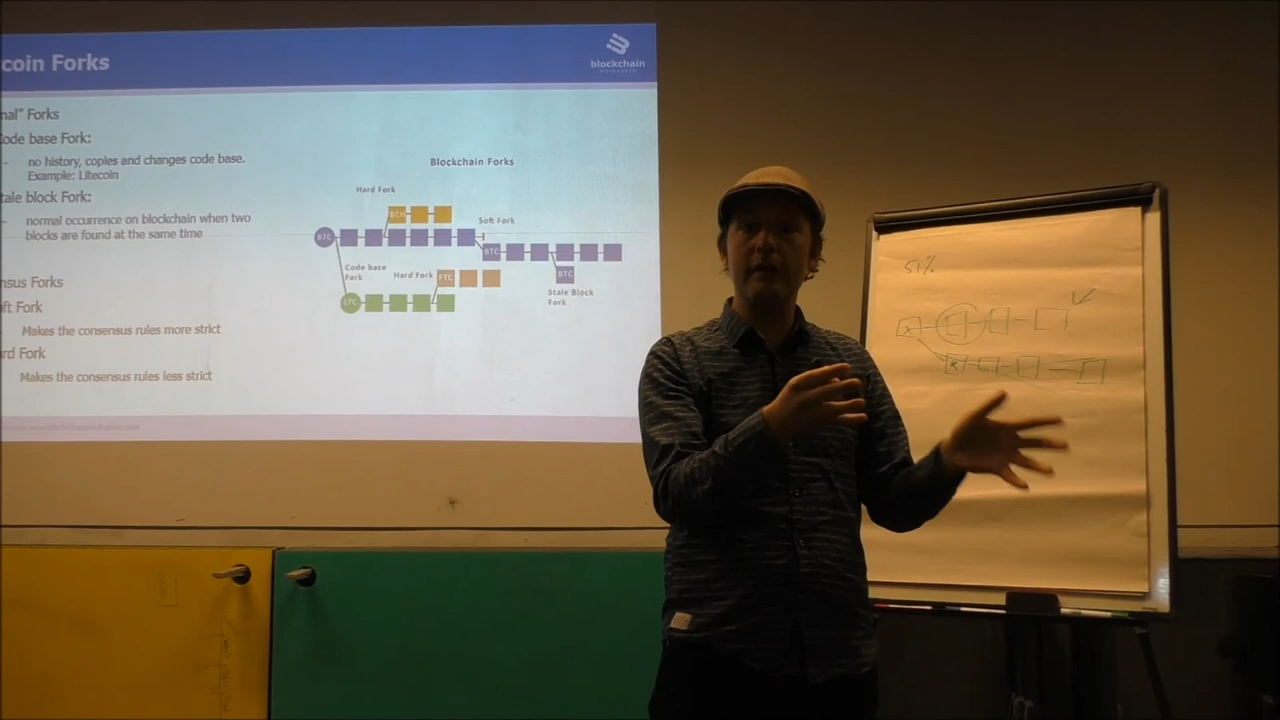 coin Forks
blockchain
nal" Forks
Code base Fork:
- no history, copies and changes code base.
Example: Litecoin
tale block Fork:
- normal occurrence on blockchain when two
blocks are found at the same time
nsus Forks
oft Fork
Makes the consensus rules more strict
rd Fork
Makes the consensus rules less strict
Blockchain Forks
Hard Fork
BCH
Soft Fork
BTC
BTC
Code base
Fork
Hard Fork
FTC
BTC
LTC
Stale Block
Fork
51%